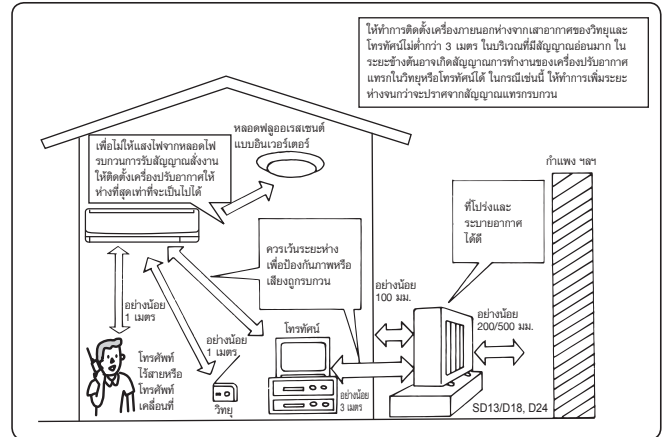 ให้ทำการติดตั้งเครื่องภายนอกห่างจากเสาอากาศของวิทยุและ
โทรทัศน์ไม่ต่ำกว่า 3 เมตร ในบริเวณที่มีสัญญาณอ่อนมาก ใน
ระยะข้างต้นอาจเกิดสัญญาณการทำงานของเครื่องปรับอากาศ
แทรกในวิทยุหรือโทรทัศน์ได้ ในกรณีเช่นนี้ ให้ทำการเพิ่มระยะ
ห่างจนกว่าจะปราศจากสัญญาณแทรกรบกวน
หลอดฟลูออเรสเซนต์
แบบอินเวอร์เตอร์
เพื่อไม่ให้แสงไฟจากหลอดไฟ
รบกวนการรับสัญญาณสั่งงาน
ให้ติดตั้งเครื่องปรับอากาศให้
ห่างที่สุดเท่าที่จะเป็นไปได้
กำแพง ฯลฯ
ที่โปร่งและ
ระบายอากาศ
ได้ดี
ควรเว้นระยะห่าง
เพื่อป้องกันภาพหรือ
เสียงถูกรบกวน
อย่างน้อย
100 มม.
อย่างน้อย
200/500 มม.
อย่างน้อย
1 เมตร
อย่างน้อย
1 เมตร
โทรทัศน์
โทรศัพท์
ไร้สายหรือ
โทรศัพท์
เคลื่อนที่
วิทยุ
อย่างน้อย
3 เมตร
SD13/D18, D24